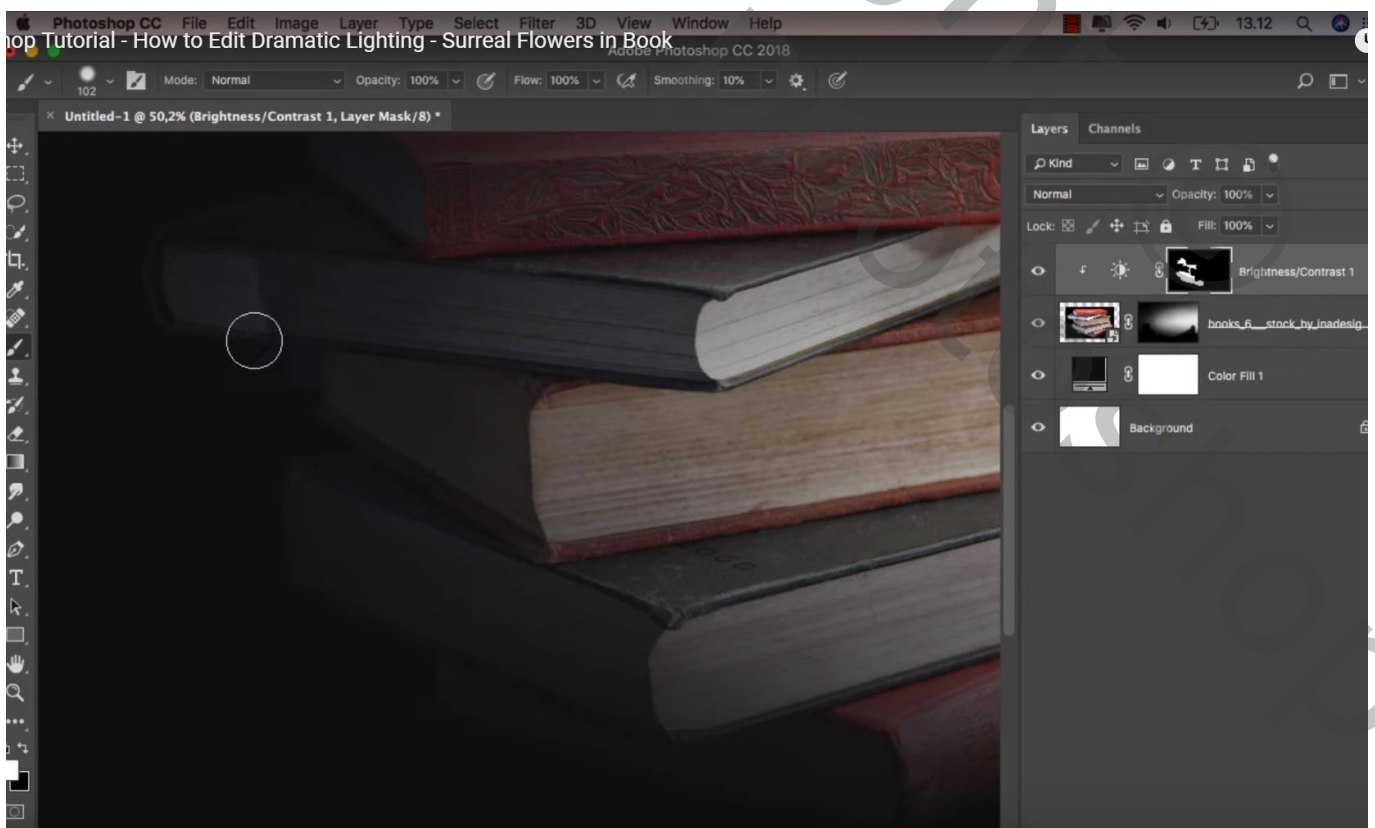 Photoshop CC File Edit Image Layer Type Select Filter 3D View Window Help 13.12
Tutorial - How to Edit Dramatic Lighting - Surreal Flowers in Book
Adobe Photoshop CC 2018
102 Mode: Normal Opacity: 100% Flow: 100% Smoothing: 10%
× Untitled-1 @ 50,2% (Brightness/Contrast 1, Layer Mask/8) *
Layers Channels
Kind
Normal Opacity: 100%
Lock: Fill: 100%
Brightness/Contrast 1
books_6__stock_by_inadesig...
Color Fill 1
Background